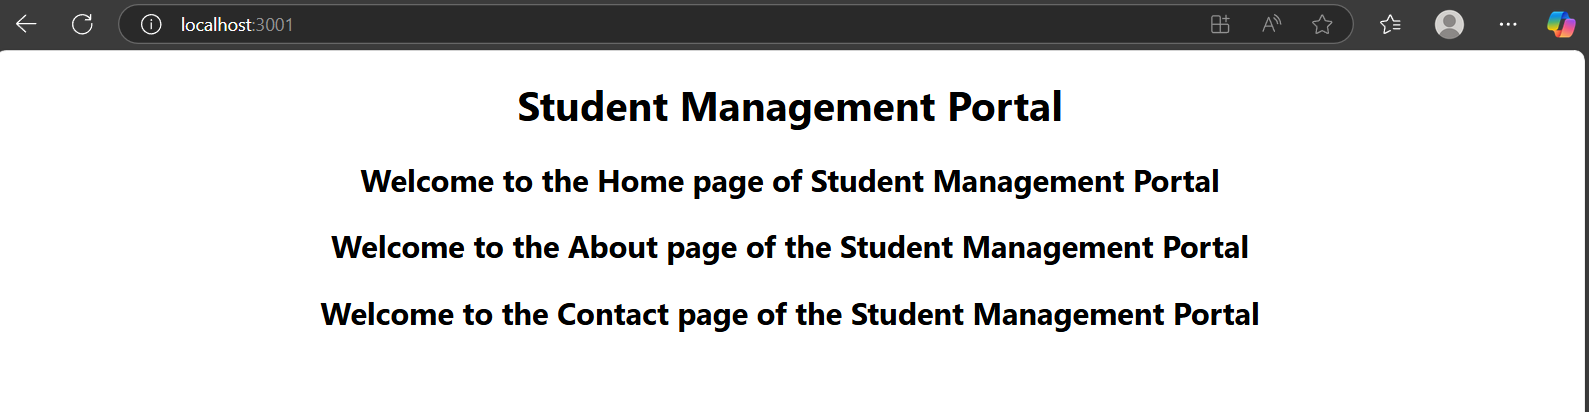 localhost:3001
Student Management Portal
Welcome to the Home page of Student Management Portal
Welcome to the About page of the Student Management Portal
Welcome to the Contact page of the Student Management Portal